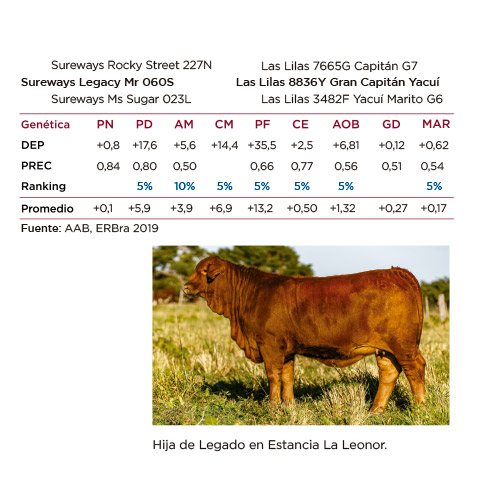 Sureways Rocky Street 227N Las Lilas 7665G Capitán G7
Sureways Legacy Mr 060S Las Lilas 8836Y Gran Capitán Yacuí
Sureways Ms Sugar 023L Las Lilas 3482F Yacuí Marito G6
Genética PN PD AM CM PF CE AOB GD MAR
DEP +0,8 +17,6 +5,6 +14,4 +35,5 +2,5 +6,81 +0,12 +0,62
PREC 0,84 0,80 0,50 0,66 0,77 0,56 0,51 0,54
Ranking 5% 10% 5% 5% 5% 5% 5%
Promedio +0,1 +5,9 +3,9 +6,9 +13,2 +0,50 +1,32 +0,27 +0,17
Fuente: AAB, ERBra 2019
Hija de Legado en Estancia La Leonor.